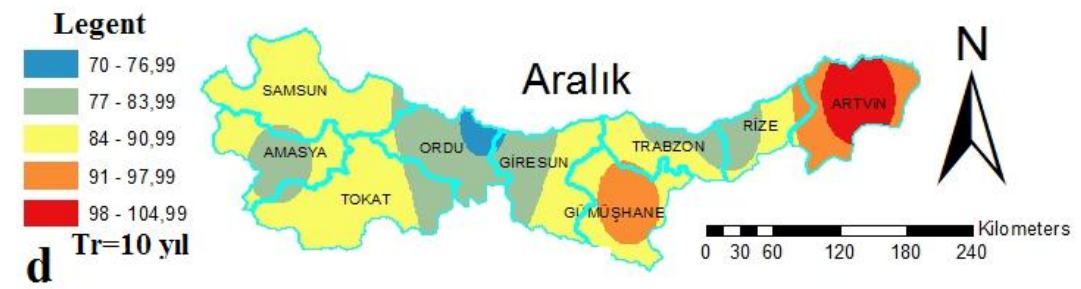 Legent
70 - 76,99
77 - 83,99
84 - 90,99
91 - 97,99
98 - 104,99
Tr=10 yıl
d
Aralık
N
SAMSUN
AMASYA
TOKAT
ORDU
GİRESUN
TRABZON
GÜMÜŞHANE
RİZE
ARTVİN
Kilometers
0 15 30 60 120 180 240